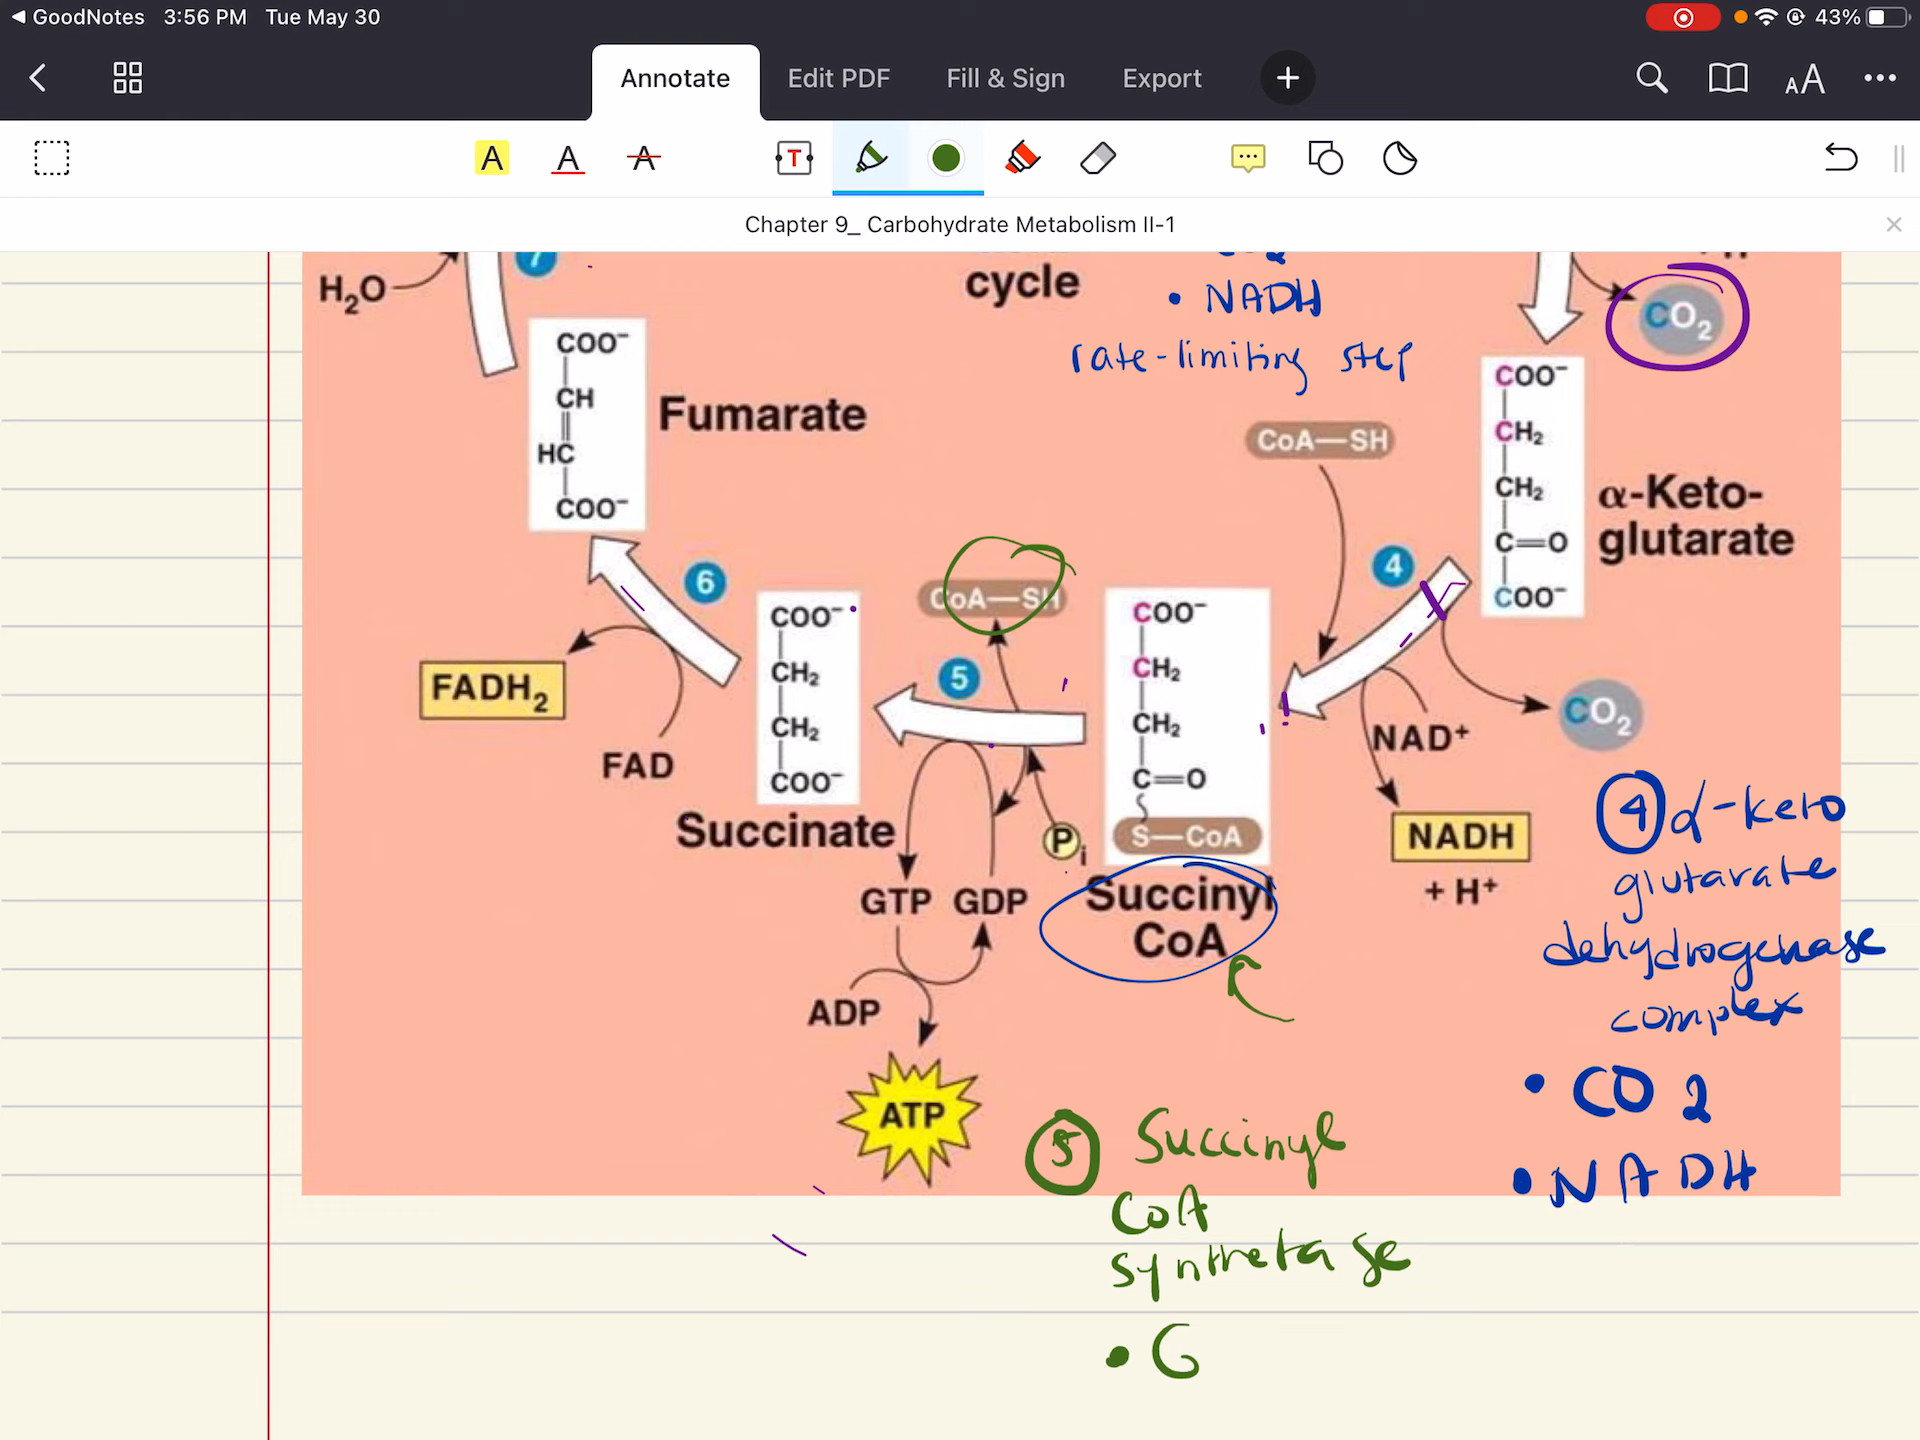 GoodNotes 3:56 PM Tue May 30 43%
Annotate Edit PDF Fill & Sign Export
Chapter 9_ Carbohydrate Metabolism II-1
7
H₂O
cycle
• NADH
rate-limiting step
CO₂
COO⁻
CH
HC
COO⁻
Fumarate
CoA—SH
COO⁻
CH₂
CH₂
C=O
COO⁻
α-Keto-
glutarate
4
6
CoA—SH
5
COO⁻
CH₂
CH₂
COO⁻
Succinate
COO⁻
CH₂
CH₂
C=O
S—CoA
Succinyl
CoA
FADH₂
FAD
NAD⁺
CO₂
NADH
+ H⁺
Pi
GTP GDP
ADP
ATP
④ α-keto
glutarate
dehydrogenase
complex
• CO2
• NADH
⑤ Succinyl
CoA
synthetase
• G